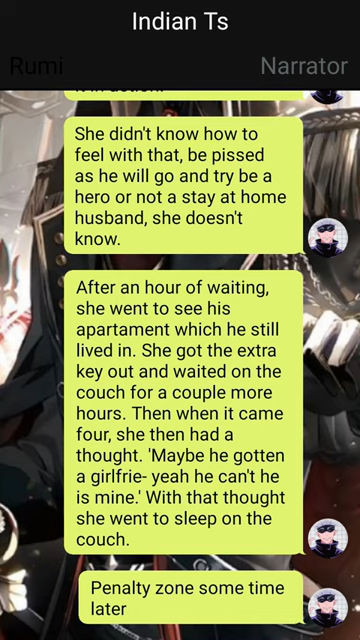 Indian Ts
Rumi
Narrator
She didn't know how to
feel with that, be pissed
as he will go and try be a
hero or not a stay at home
husband, she doesn't
know.
After an hour of waiting,
she went to see his
apartament which he still
lived in. She got the extra
key out and waited on the
couch for a couple more
hours. Then when it came
four, she then had a
thought. 'Maybe he gotten
a girlfrie- yeah he can't he
is mine.' With that thought
she went to sleep on the
couch.
Penalty zone some time
later